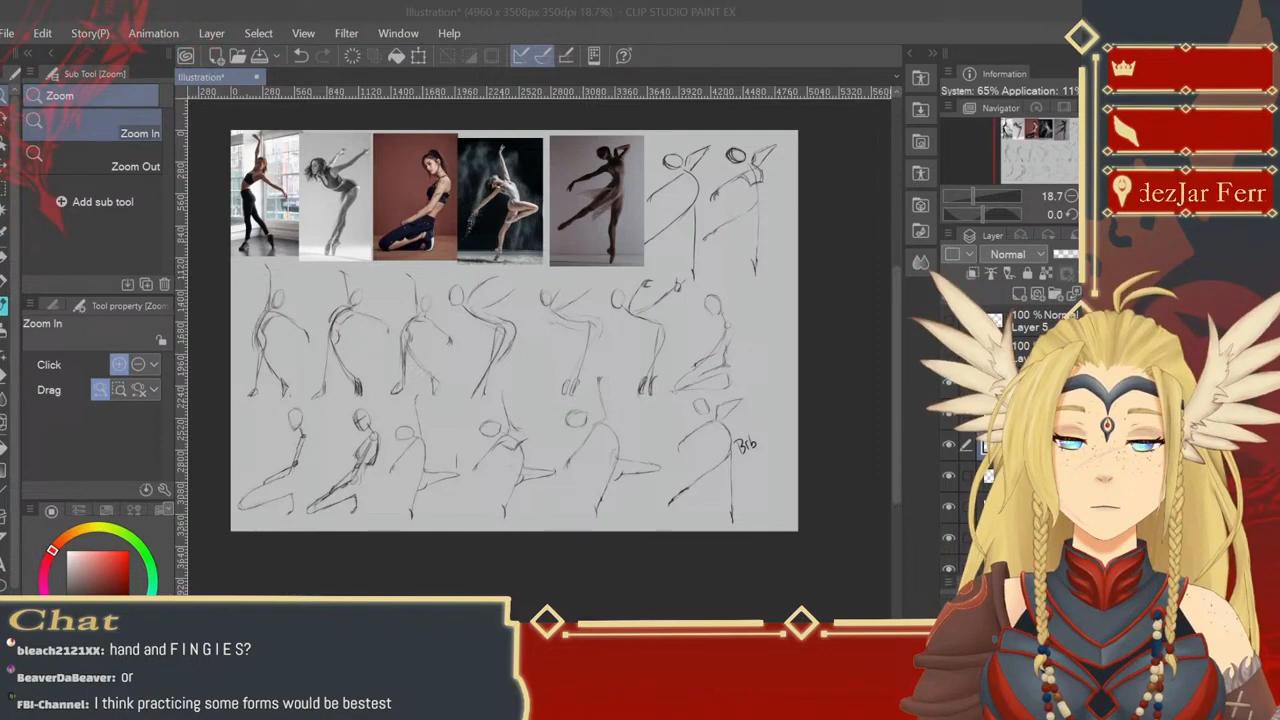 Illustration* (4960 x 3508px 350dpi 18.7%) - CLIP STUDIO PAINT EX
File Edit Story(P) Animation Layer Select View Filter Window Help
Sub Tool [Zoom]
Illustration*
Information
Zoom
System: 65% Application: 11%
Navigator
Zoom In
Zoom Out
Add sub tool
dezJar Ferr
18.7
0.0
Layer
Normal
Tool property [Zoom
Zoom In
100 % Normal
Layer 5
Click
Drag
Brb
Chat
bleach2121XX: hand and F I N G I E S?
BeaverDaBeaver: or
FBI-Channel: I think practicing some forms would be bestest